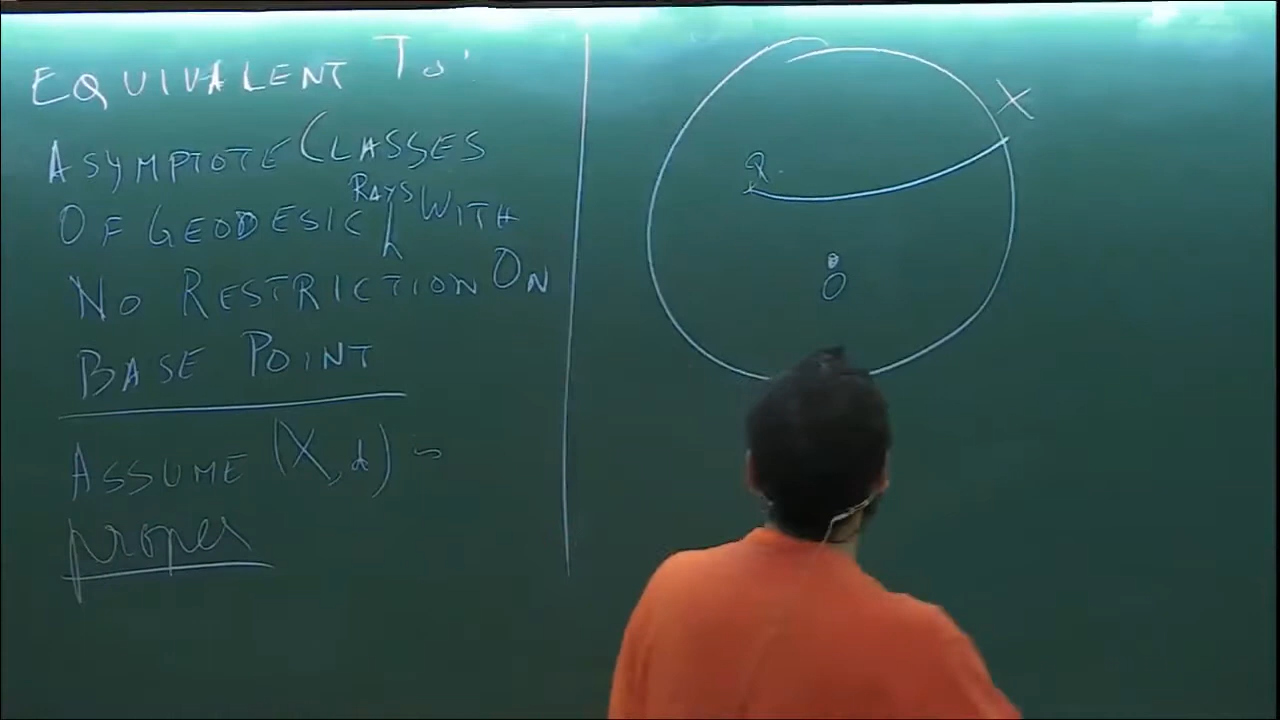 EQUIVALENT TO
ASYMPTOTE CLASSES
OF GEODESIC RAYS WITH
NO RESTRICTION ON
BASE POINT
ASSUME (X, d) -
proper
X
O